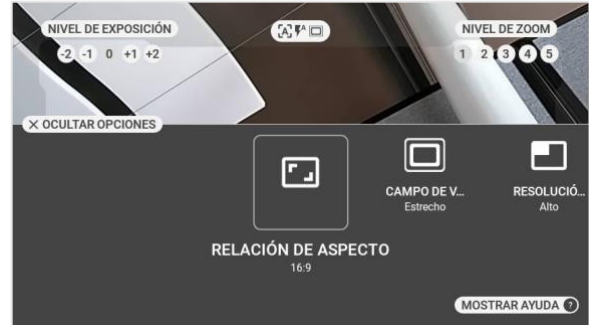 NIVEL DE EXPOSICIÓN
-2 -1 0 +1 +2
[A] A
NIVEL DE ZOOM
1 2 3 4 5
X OCULTAR OPCIONES
CAMPO DE V...
Estrecho
RESOLUCIÓ...
Alto
RELACIÓN DE ASPECTO
16:9
MOSTRAR AYUDA ?